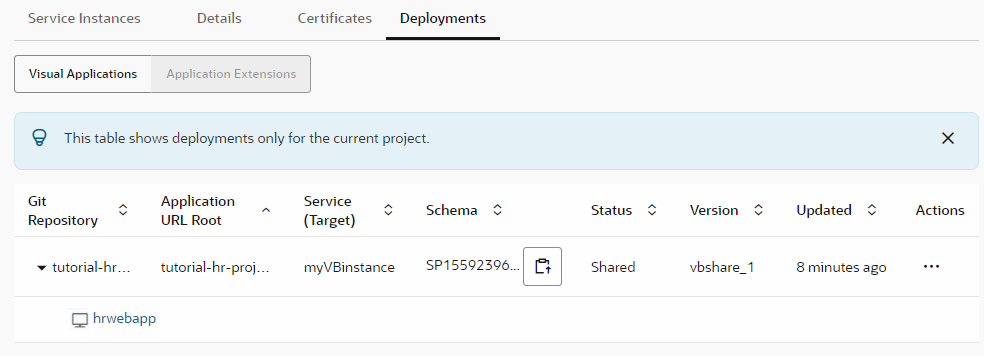 Service Instances Details Certificates Deployments
Visual Applications Application Extensions
This table shows deployments only for the current project.
Git Repository Application URL Root Service (Target) Schema Status Version Updated Actions
tutorial-hr... tutorial-hr-proj... myVBinstance SP15592396... Shared vbshare_1 8 minutes ago
hrwebapp